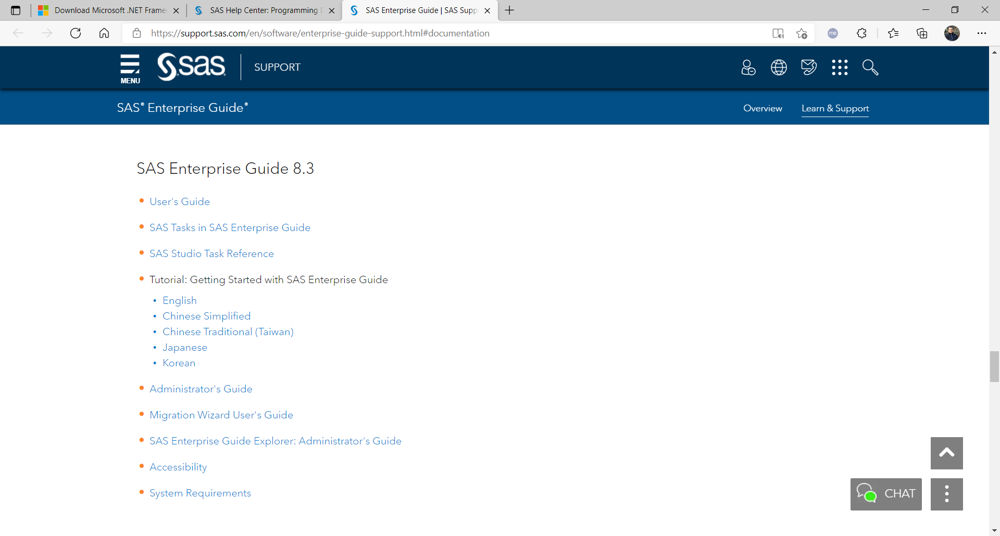 Download Microsoft .NET Frame
SAS Help Center: Programming D
SAS Enterprise Guide | SAS Supp
https://support.sas.com/en/software/enterprise-guide-support.html#documentation
me
MENU
sas
SUPPORT
SAS® Enterprise Guide®
Overview
Learn & Support
SAS Enterprise Guide 8.3
User's Guide
SAS Tasks in SAS Enterprise Guide
SAS Studio Task Reference
Tutorial: Getting Started with SAS Enterprise Guide
English
Chinese Simplified
Chinese Traditional (Taiwan)
Japanese
Korean
Administrator's Guide
Migration Wizard User's Guide
SAS Enterprise Guide Explorer: Administrator's Guide
Accessibility
System Requirements
CHAT